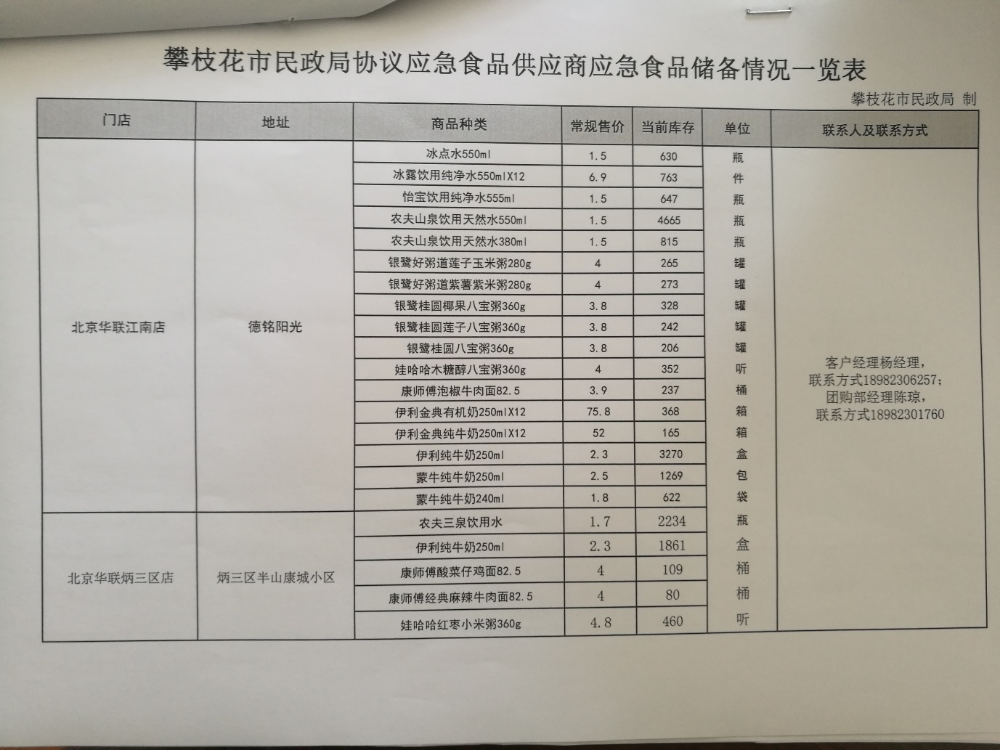 攀枝花市民政局协议应急食品供应商应急食品储备情况一览表
攀枝花市民政局 制
门店 地址 商品种类 常规售价 当前库存 单位 联系人及联系方式
冰点水550ml 1.5 630 瓶
冰露饮用纯净水550mlX12 6.9 763 件
怡宝饮用纯净水555ml 1.5 647 瓶
农夫山泉饮用天然水550ml 1.5 4665 瓶
农夫山泉饮用天然水380ml 1.5 815 瓶
银鹭好粥道莲子玉米粥280g 4 265 罐
银鹭好粥道紫薯紫米粥280g 4 273 罐
银鹭桂圆椰果八宝粥360g 3.8 328 罐
北京华联江南店 德铭阳光 银鹭桂圆莲子八宝粥360g 3.8 242 罐
银鹭桂圆八宝粥360g 3.8 206 罐
娃哈哈木糖醇八宝粥360g 4 352 听
康师傅泡椒牛肉面82.5 3.9 237 桶
伊利金典有机奶250mlX12 75.8 368 箱
伊利金典纯牛奶250mlX12 52 165 箱
伊利纯牛奶250ml 2.3 3270 盒
蒙牛纯牛奶250ml 2.5 1269 包
蒙牛纯牛奶240ml 1.8 622 袋
客户经理杨经理，
联系方式18982306257；
团购部经理陈琼，
联系方式18982301760
农夫三泉饮用水 1.7 2234 瓶
伊利纯牛奶250ml 2.3 1861 盒
北京华联炳三区店 炳三区半山康城小区 康师傅酸菜仔鸡面82.5 4 109 桶
康师傅经典麻辣牛肉面82.5 4 80 桶
娃哈哈红枣小米粥360g 4.8 460 听